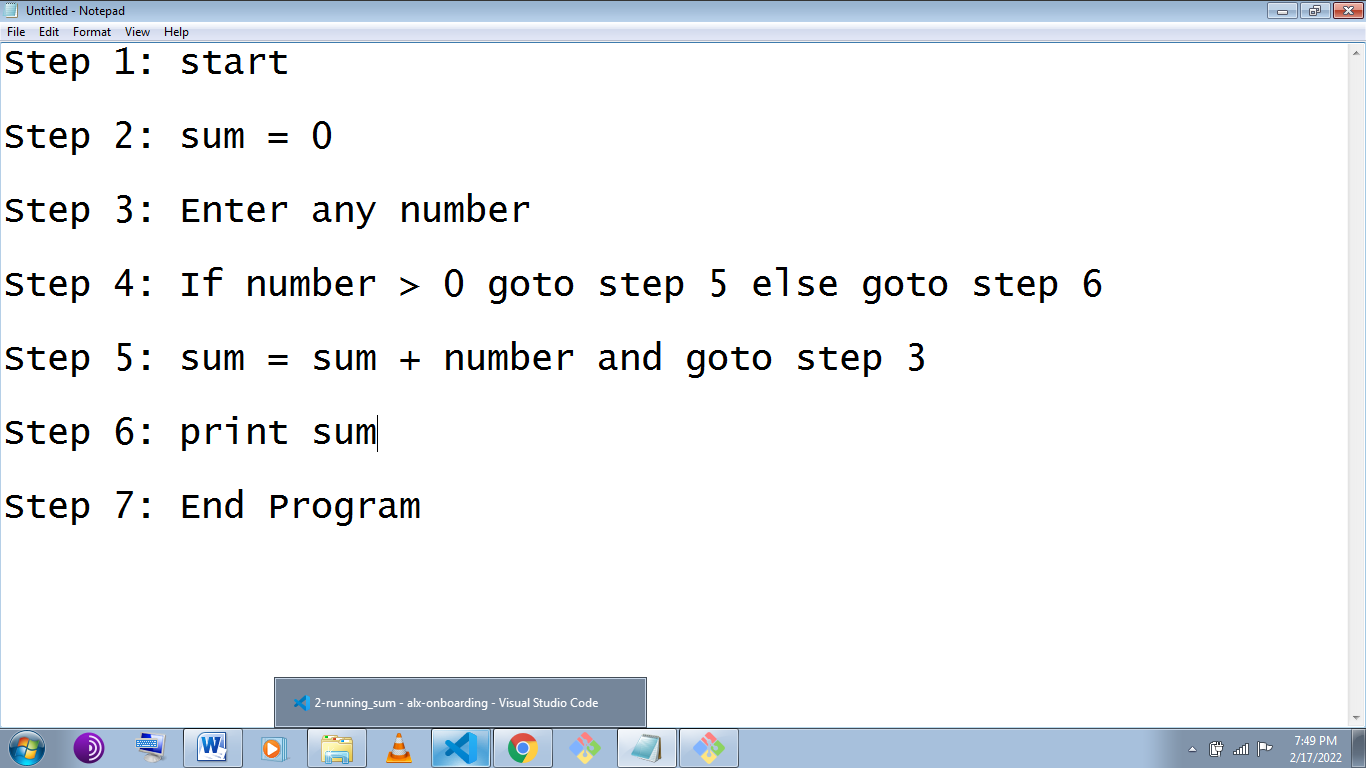 Untitled - Notepad
File Edit Format View Help
Step 1: start
Step 2: sum = 0
Step 3: Enter any number
Step 4: If number > 0 goto step 5 else goto step 6
Step 5: sum = sum + number and goto step 3
Step 6: print sum
Step 7: End Program
2-running_sum - alx-onboarding - Visual Studio Code
7:49 PM
2/17/2022